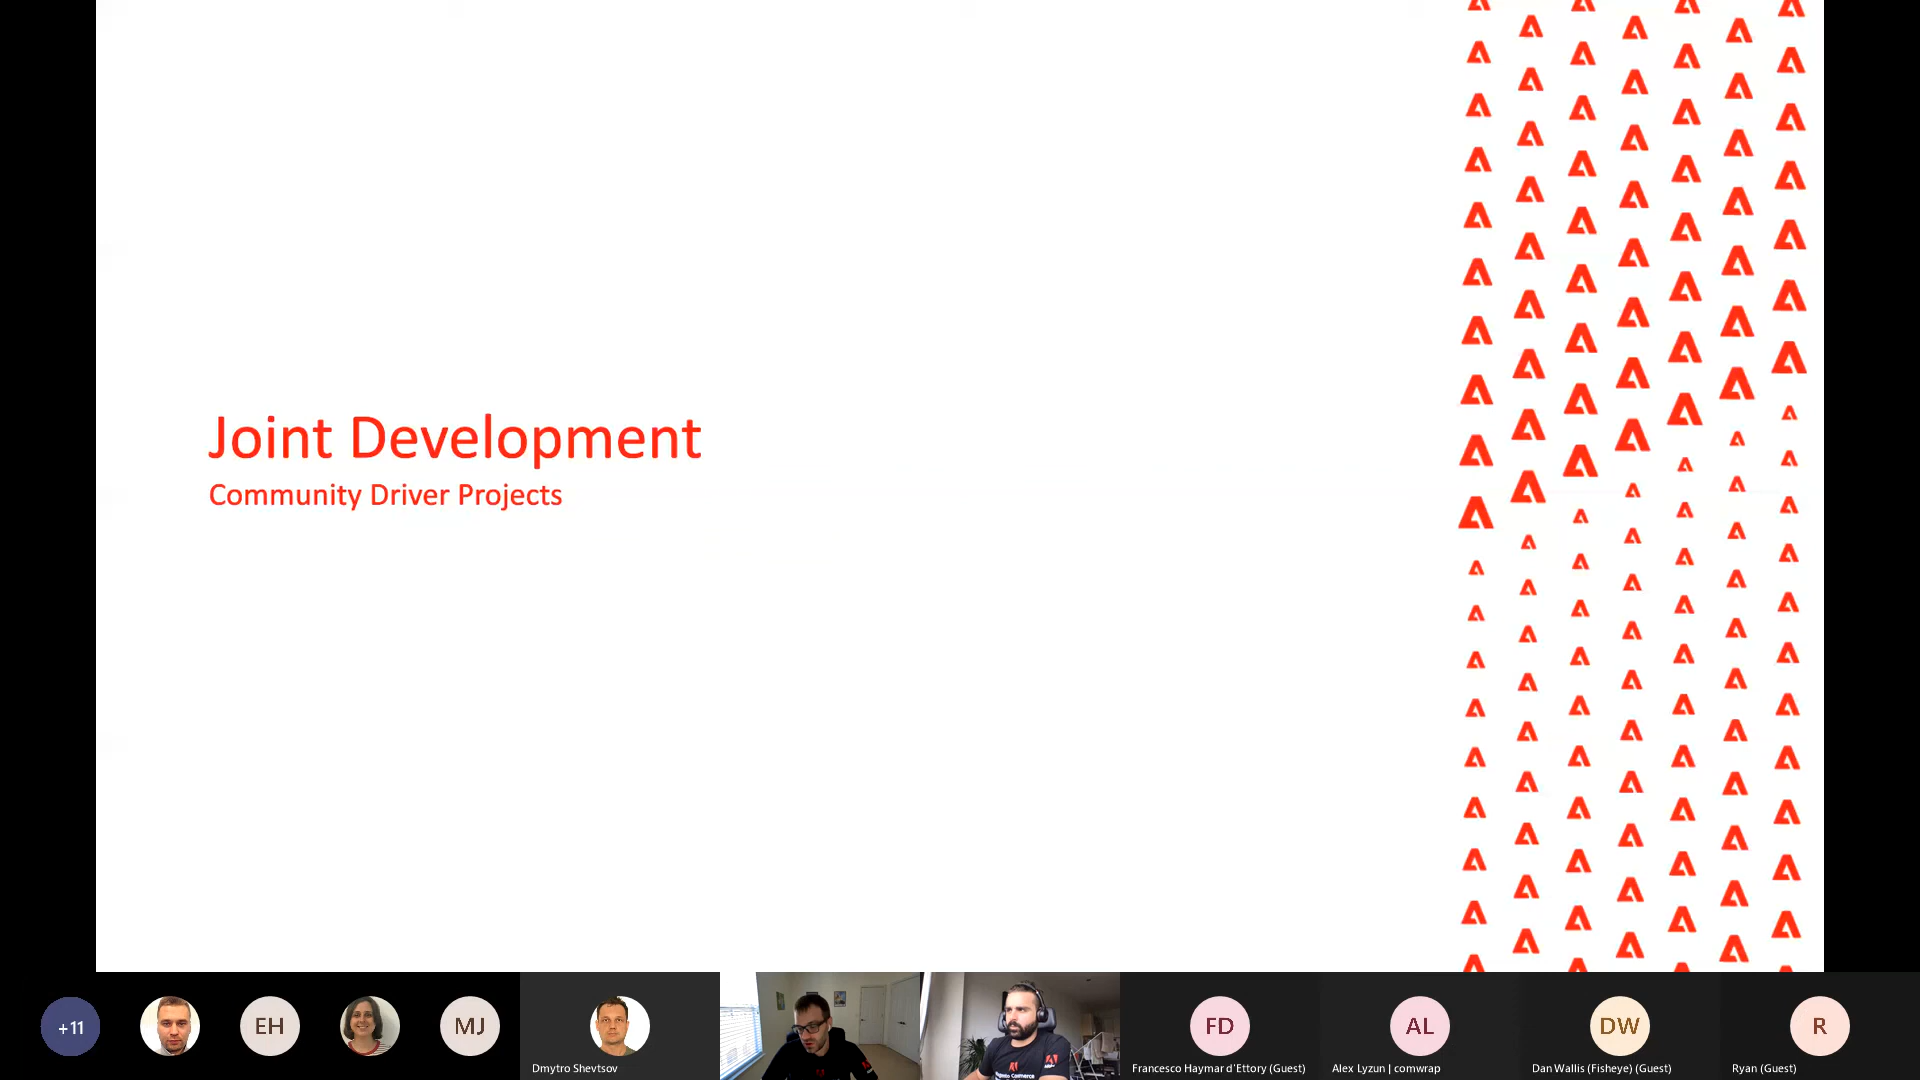 Joint Development
Community Driver Projects
+11
EH
MJ
Dmytro Shevtsov
FD
Francesco Haymar d'Ettory (Guest)
AL
Alex Lyzun | comwrap
DW
Dan Wallis (Fisheye) (Guest)
R
Ryan (Guest)